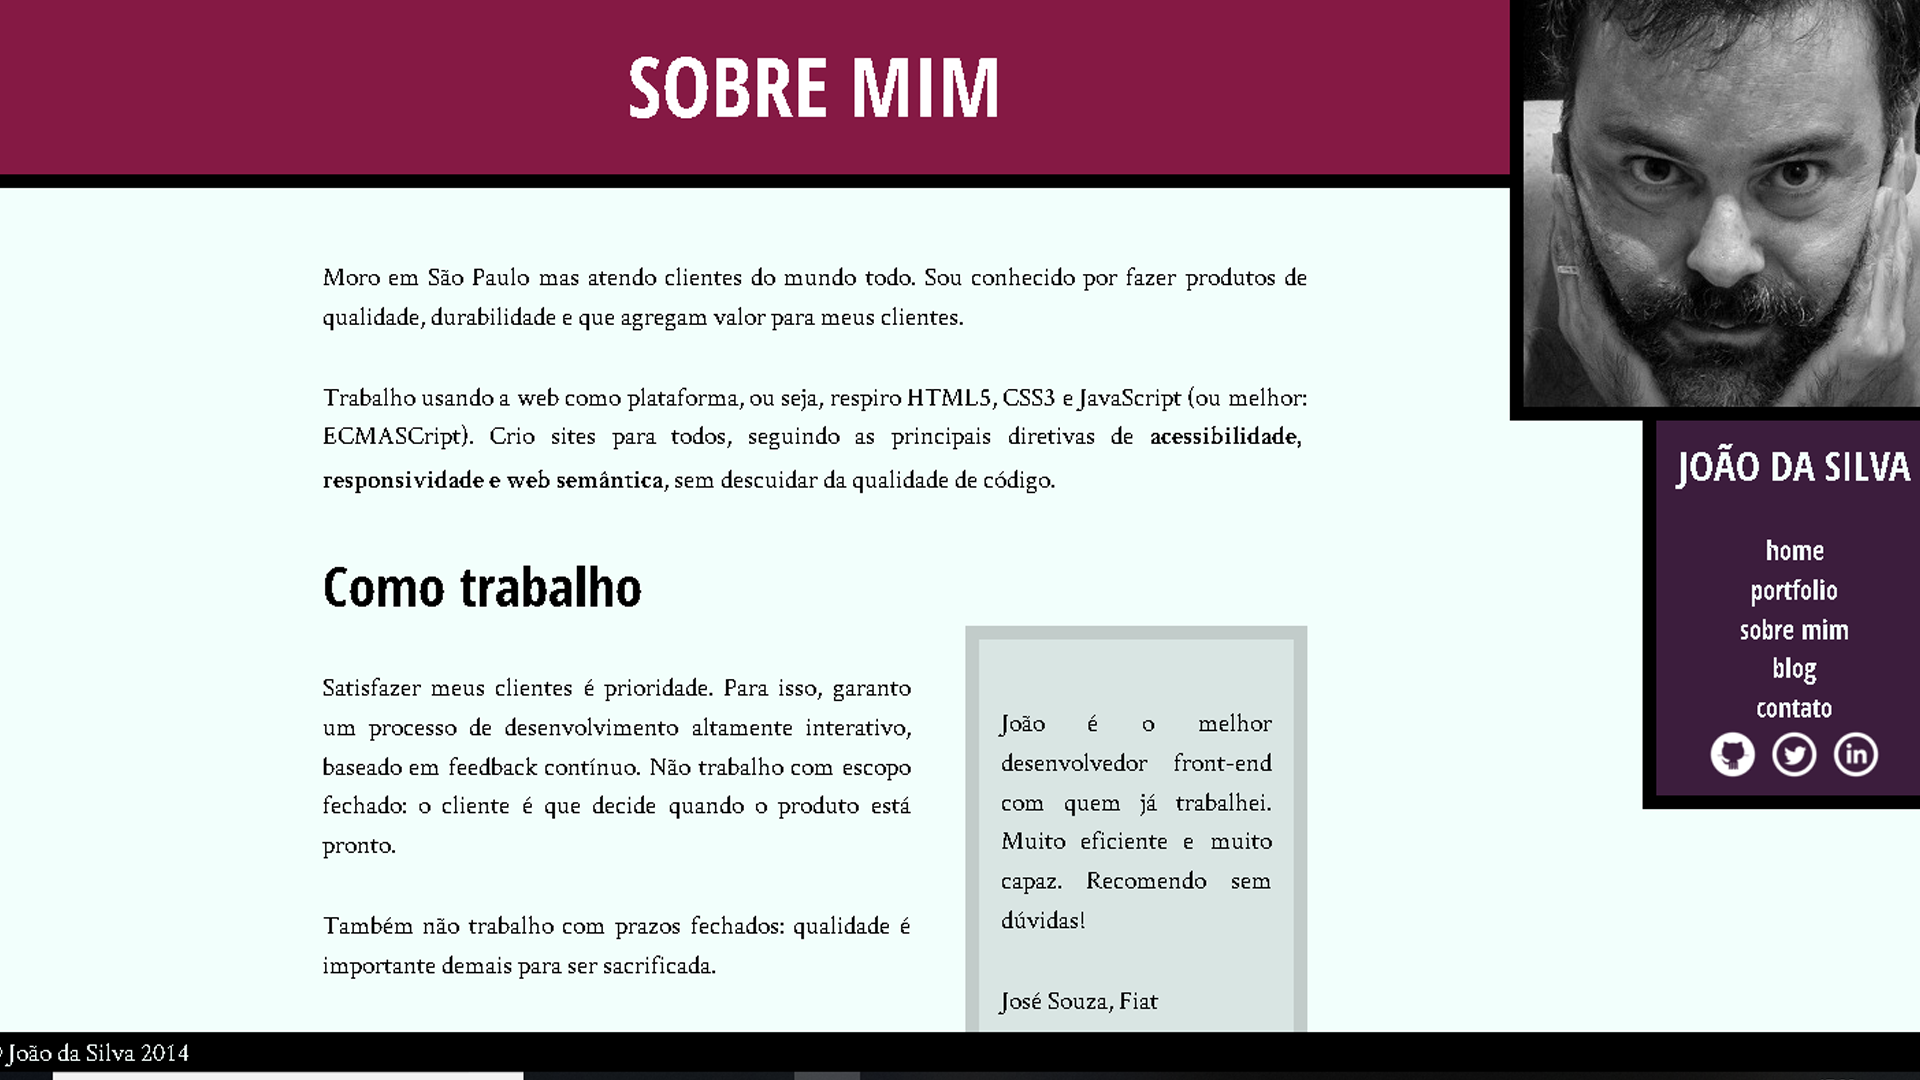 SOBRE MIM
Moro em São Paulo mas atendo clientes do mundo todo. Sou conhecido por fazer produtos de
qualidade, durabilidade e que agregam valor para meus clientes.
Trabalho usando a web como plataforma, ou seja, respiro HTML5, CSS3 e JavaScript (ou melhor:
ECMASCript). Crio sites para todos, seguindo as principais diretivas de acessibilidade,
responsividade e web semântica, sem descuidar da qualidade de código.
Como trabalho
Satisfazer meus clientes é prioridade. Para isso, garanto
um processo de desenvolvimento altamente interativo,
baseado em feedback contínuo. Não trabalho com escopo
fechado: o cliente é que decide quando o produto está
pronto.
Também não trabalho com prazos fechados: qualidade é
importante demais para ser sacrificada.
João é o melhor
desenvolvedor front-end
com quem já trabalhei.
Muito eficiente e muito
capaz. Recomendo sem
dúvidas!
José Souza, Fiat
JOÃO DA SILVA
home
portfolio
sobre mim
blog
contato
in
© João da Silva 2014